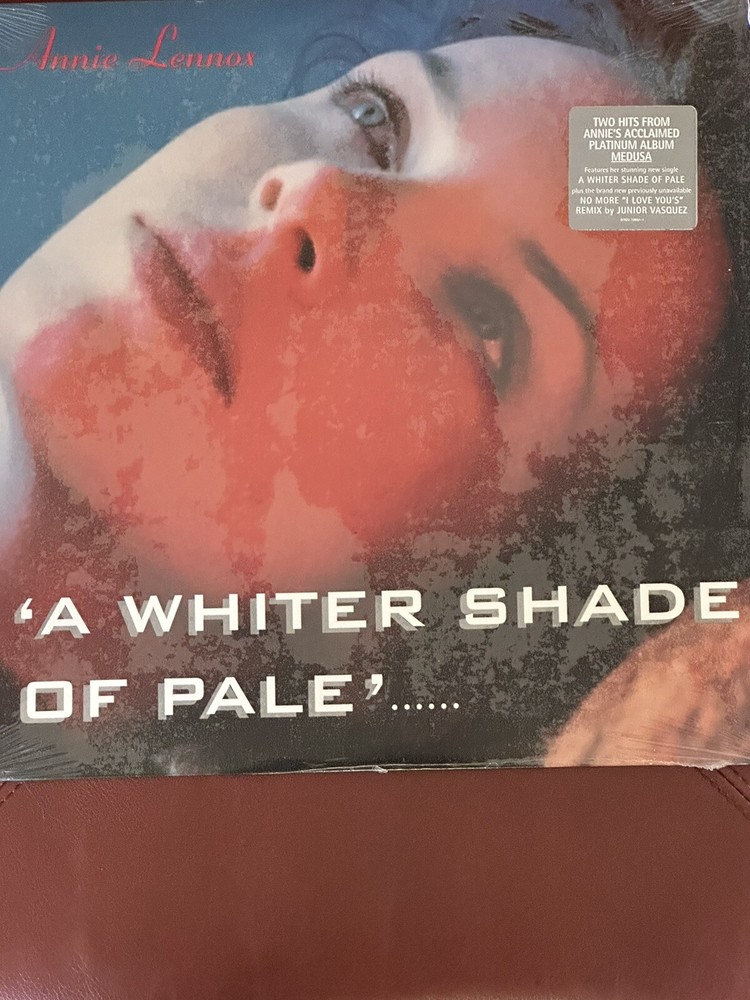 Annie Lennox
TWO HITS FROM
ANNIE'S ACCLAIMED
PLATINUM ALBUM
MEDUSA
Features her stunning new single
A WHITER SHADE OF PALE
plus the brand new previously unavailable
NO MORE "I LOVE YOU'S"
REMIX by JUNIOR VASQUEZ
'A WHITER SHADE
OF PALE'......